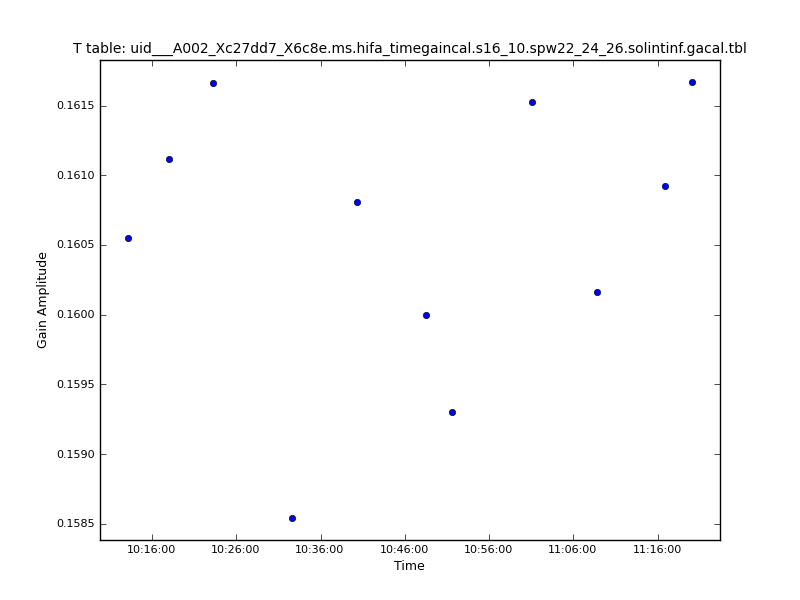 T table: uid___A002_Xc27dd7_X6c8e.ms.hifa_timegaincal.s16_10.spw22_24_26.solintinf.gacal.tbl
0.1615
0.1610
0.1605
0.1600
0.1595
0.1590
0.1585
Gain Amplitude
10:16:00 10:26:00 10:36:00 10:46:00 10:56:00 11:06:00 11:16:00
Time